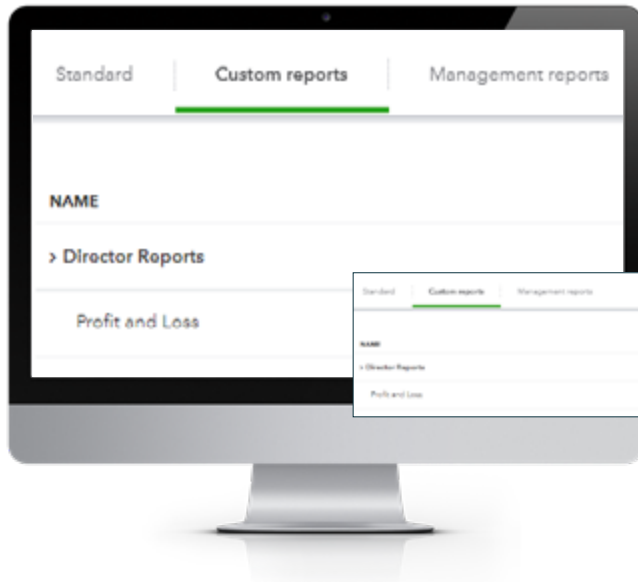 Standard Custom reports Management reports
NAME
> Director Reports
Profit and Loss
Standard Custom reports Management reports
NAME
> Director Reports
Profit and Loss